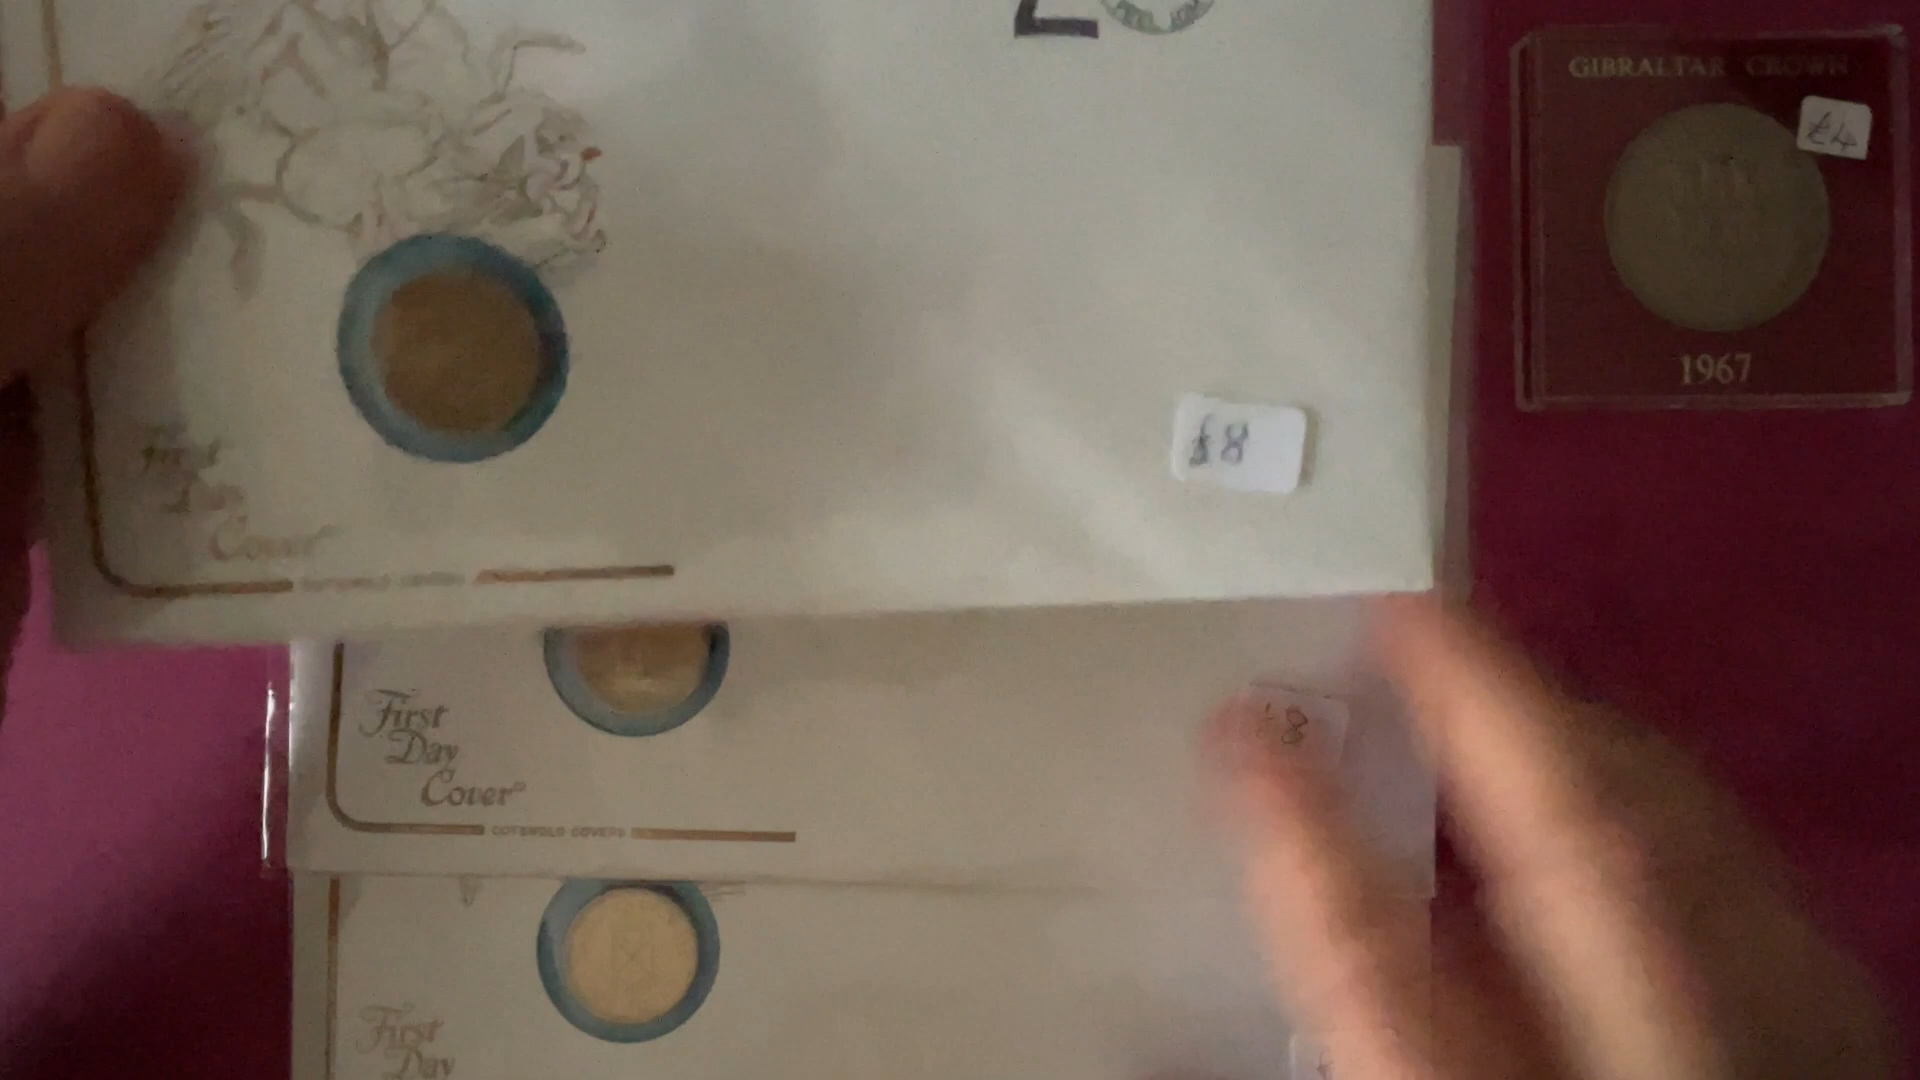 GIBRALTAR CROWN
£4
1967
£8
First
Day
Cover
COTSWOLD COVERS
First
Day
Cover
£8
COTSWOLD COVERS
First
Day